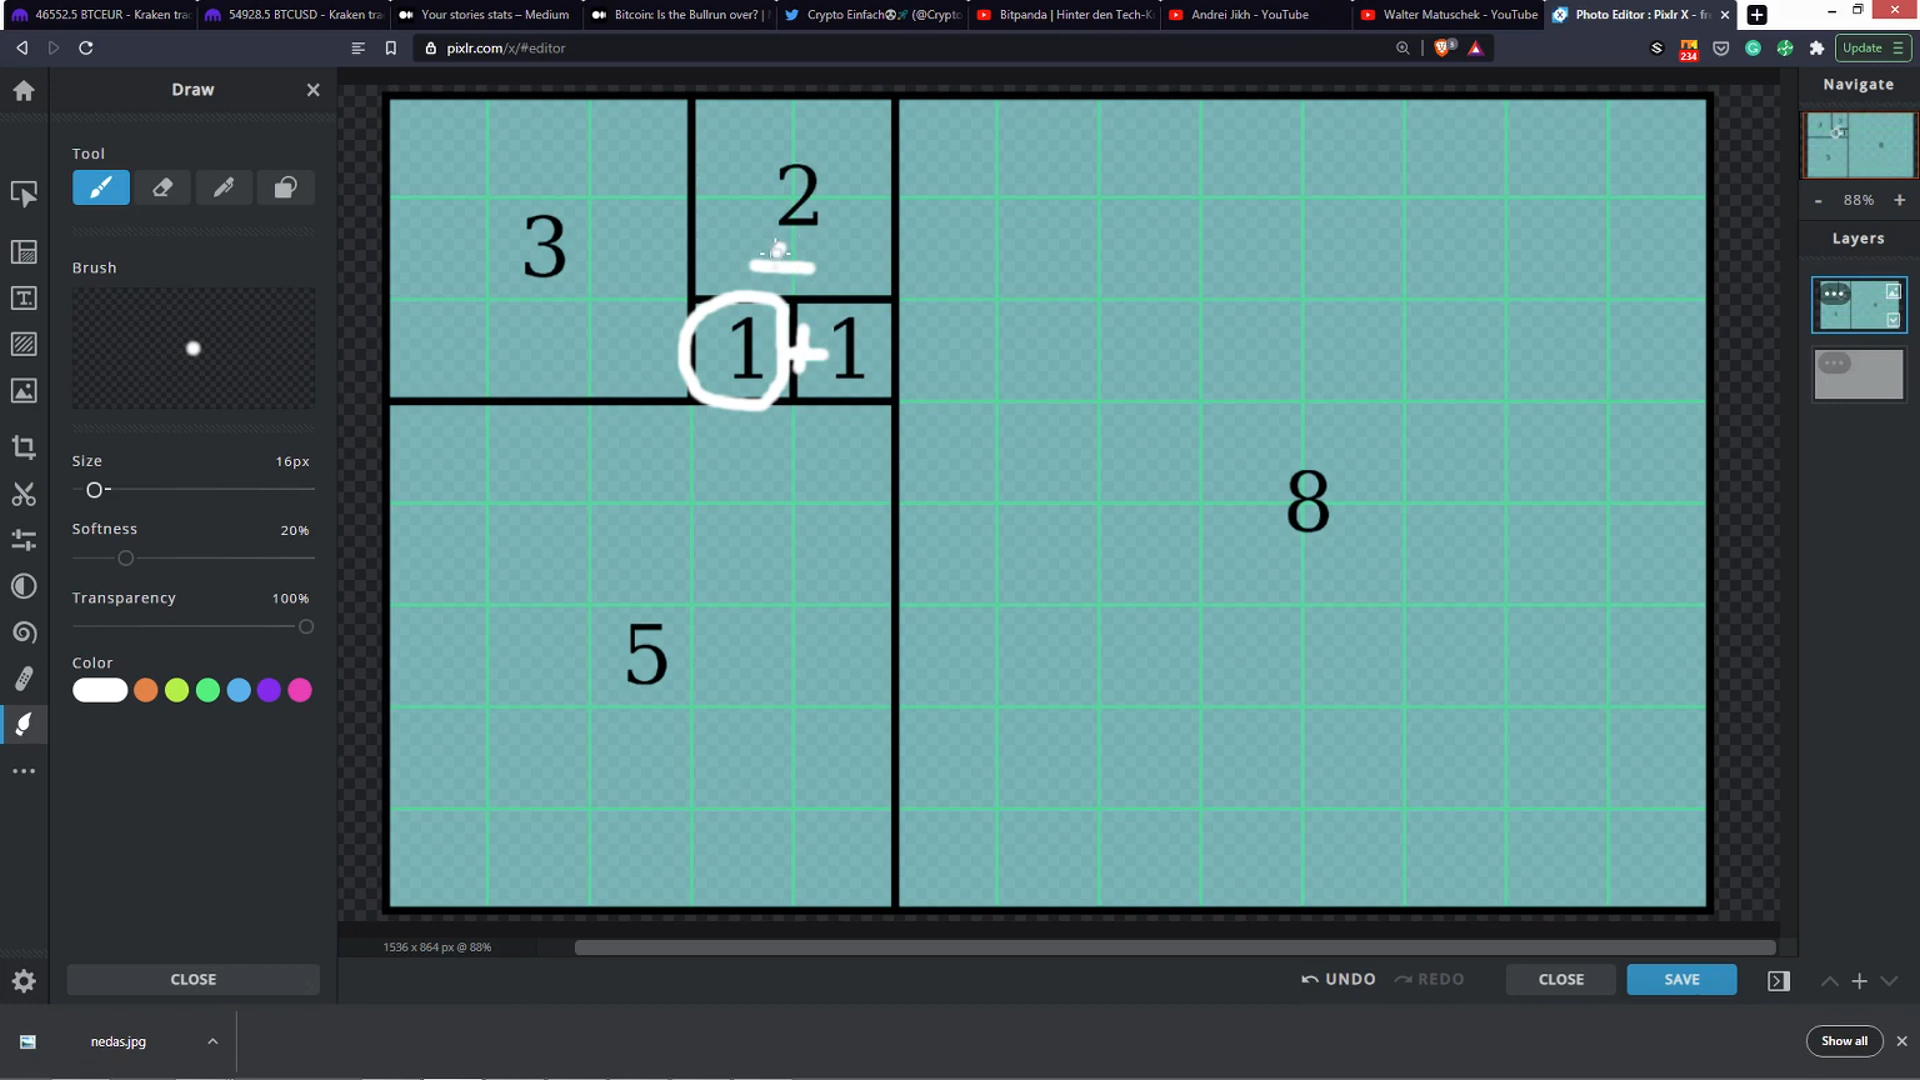 46552.5 BTCEUR - Kraken tra
54928.5 BTCUSD - Kraken tra
Your stories stats – Medium
Bitcoin: Is the Bullrun over? |
Crypto Einfach💀🚀 (@Crypto
Bitpanda | Hinter den Tech-K
Andrei Jikh - YouTube
Walter Matuschek - YouTube
Photo Editor : Pixlr X - fr
pixlr.com/x/#editor
3
234
Update
Draw
Tool
Brush
Size 16px
Softness 20%
Transparency 100%
Color
CLOSE
3
2
1 + 1
5
8
Navigate
- 88% +
Layers
1536 x 864 px @ 88%
UNDO
REDO
CLOSE
SAVE
nedas.jpg
Show all